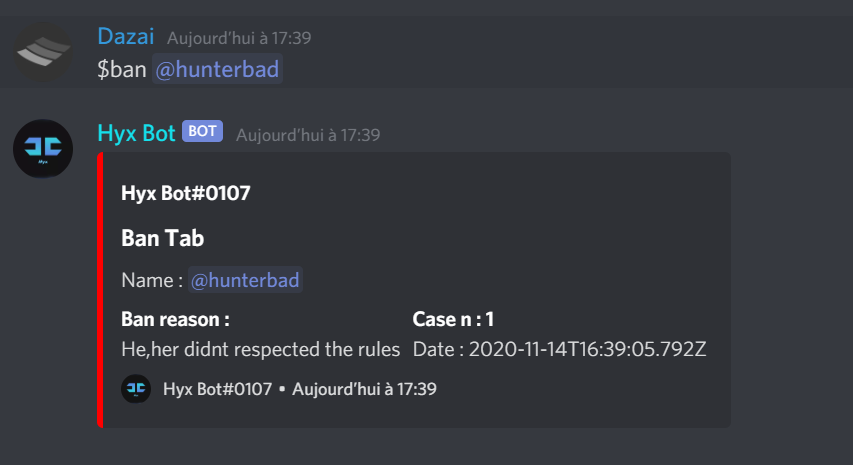 Dazai Aujourd'hui à 17:39
$ban @hunterbad
Hyx Bot BOT Aujourd'hui à 17:39
Hyx Bot#0107
Ban Tab
Name : @hunterbad
Ban reason : Case n : 1
He,her didnt respected the rules Date : 2020-11-14T16:39:05.792Z
Hyx Bot#0107 • Aujourd'hui à 17:39